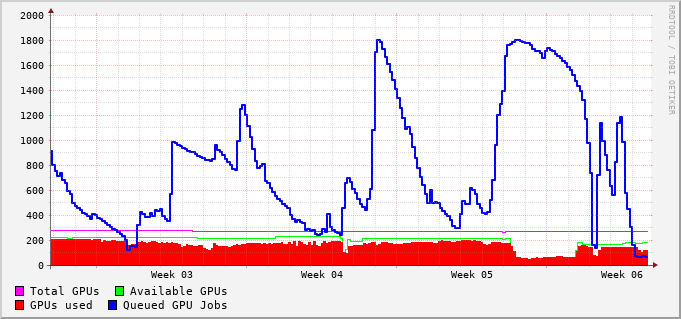 2000
1800
1600
1400
1200
1000
800
600
400
200
0
Week 03 Week 04 Week 05 Week 06
Total GPUs Available GPUs
GPUs used Queued GPU Jobs
RRDTOOL / TOBI OETIKER